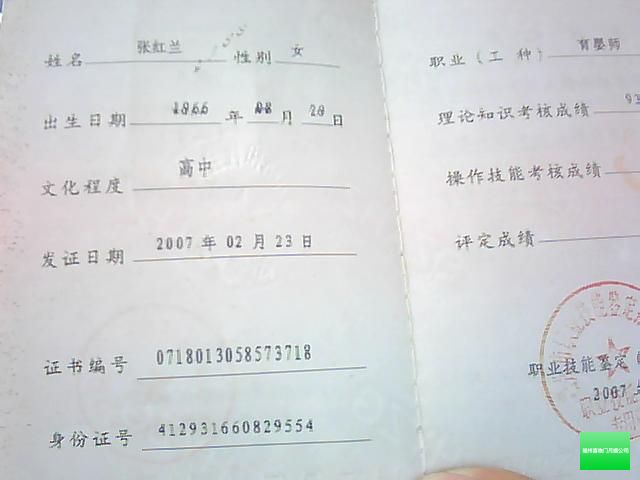 姓名 张红兰 性别 女
出生日期 1966 年 08 月 29 日
文化程度 高中
发证日期 2007 年 02 月 23 日
证书编号 0718013058573718
身份证号 412931660829554
职业（工 种） 育婴师
理论知识考核成绩
操作技能考核成绩
评定成绩
职业技能鉴定
2007